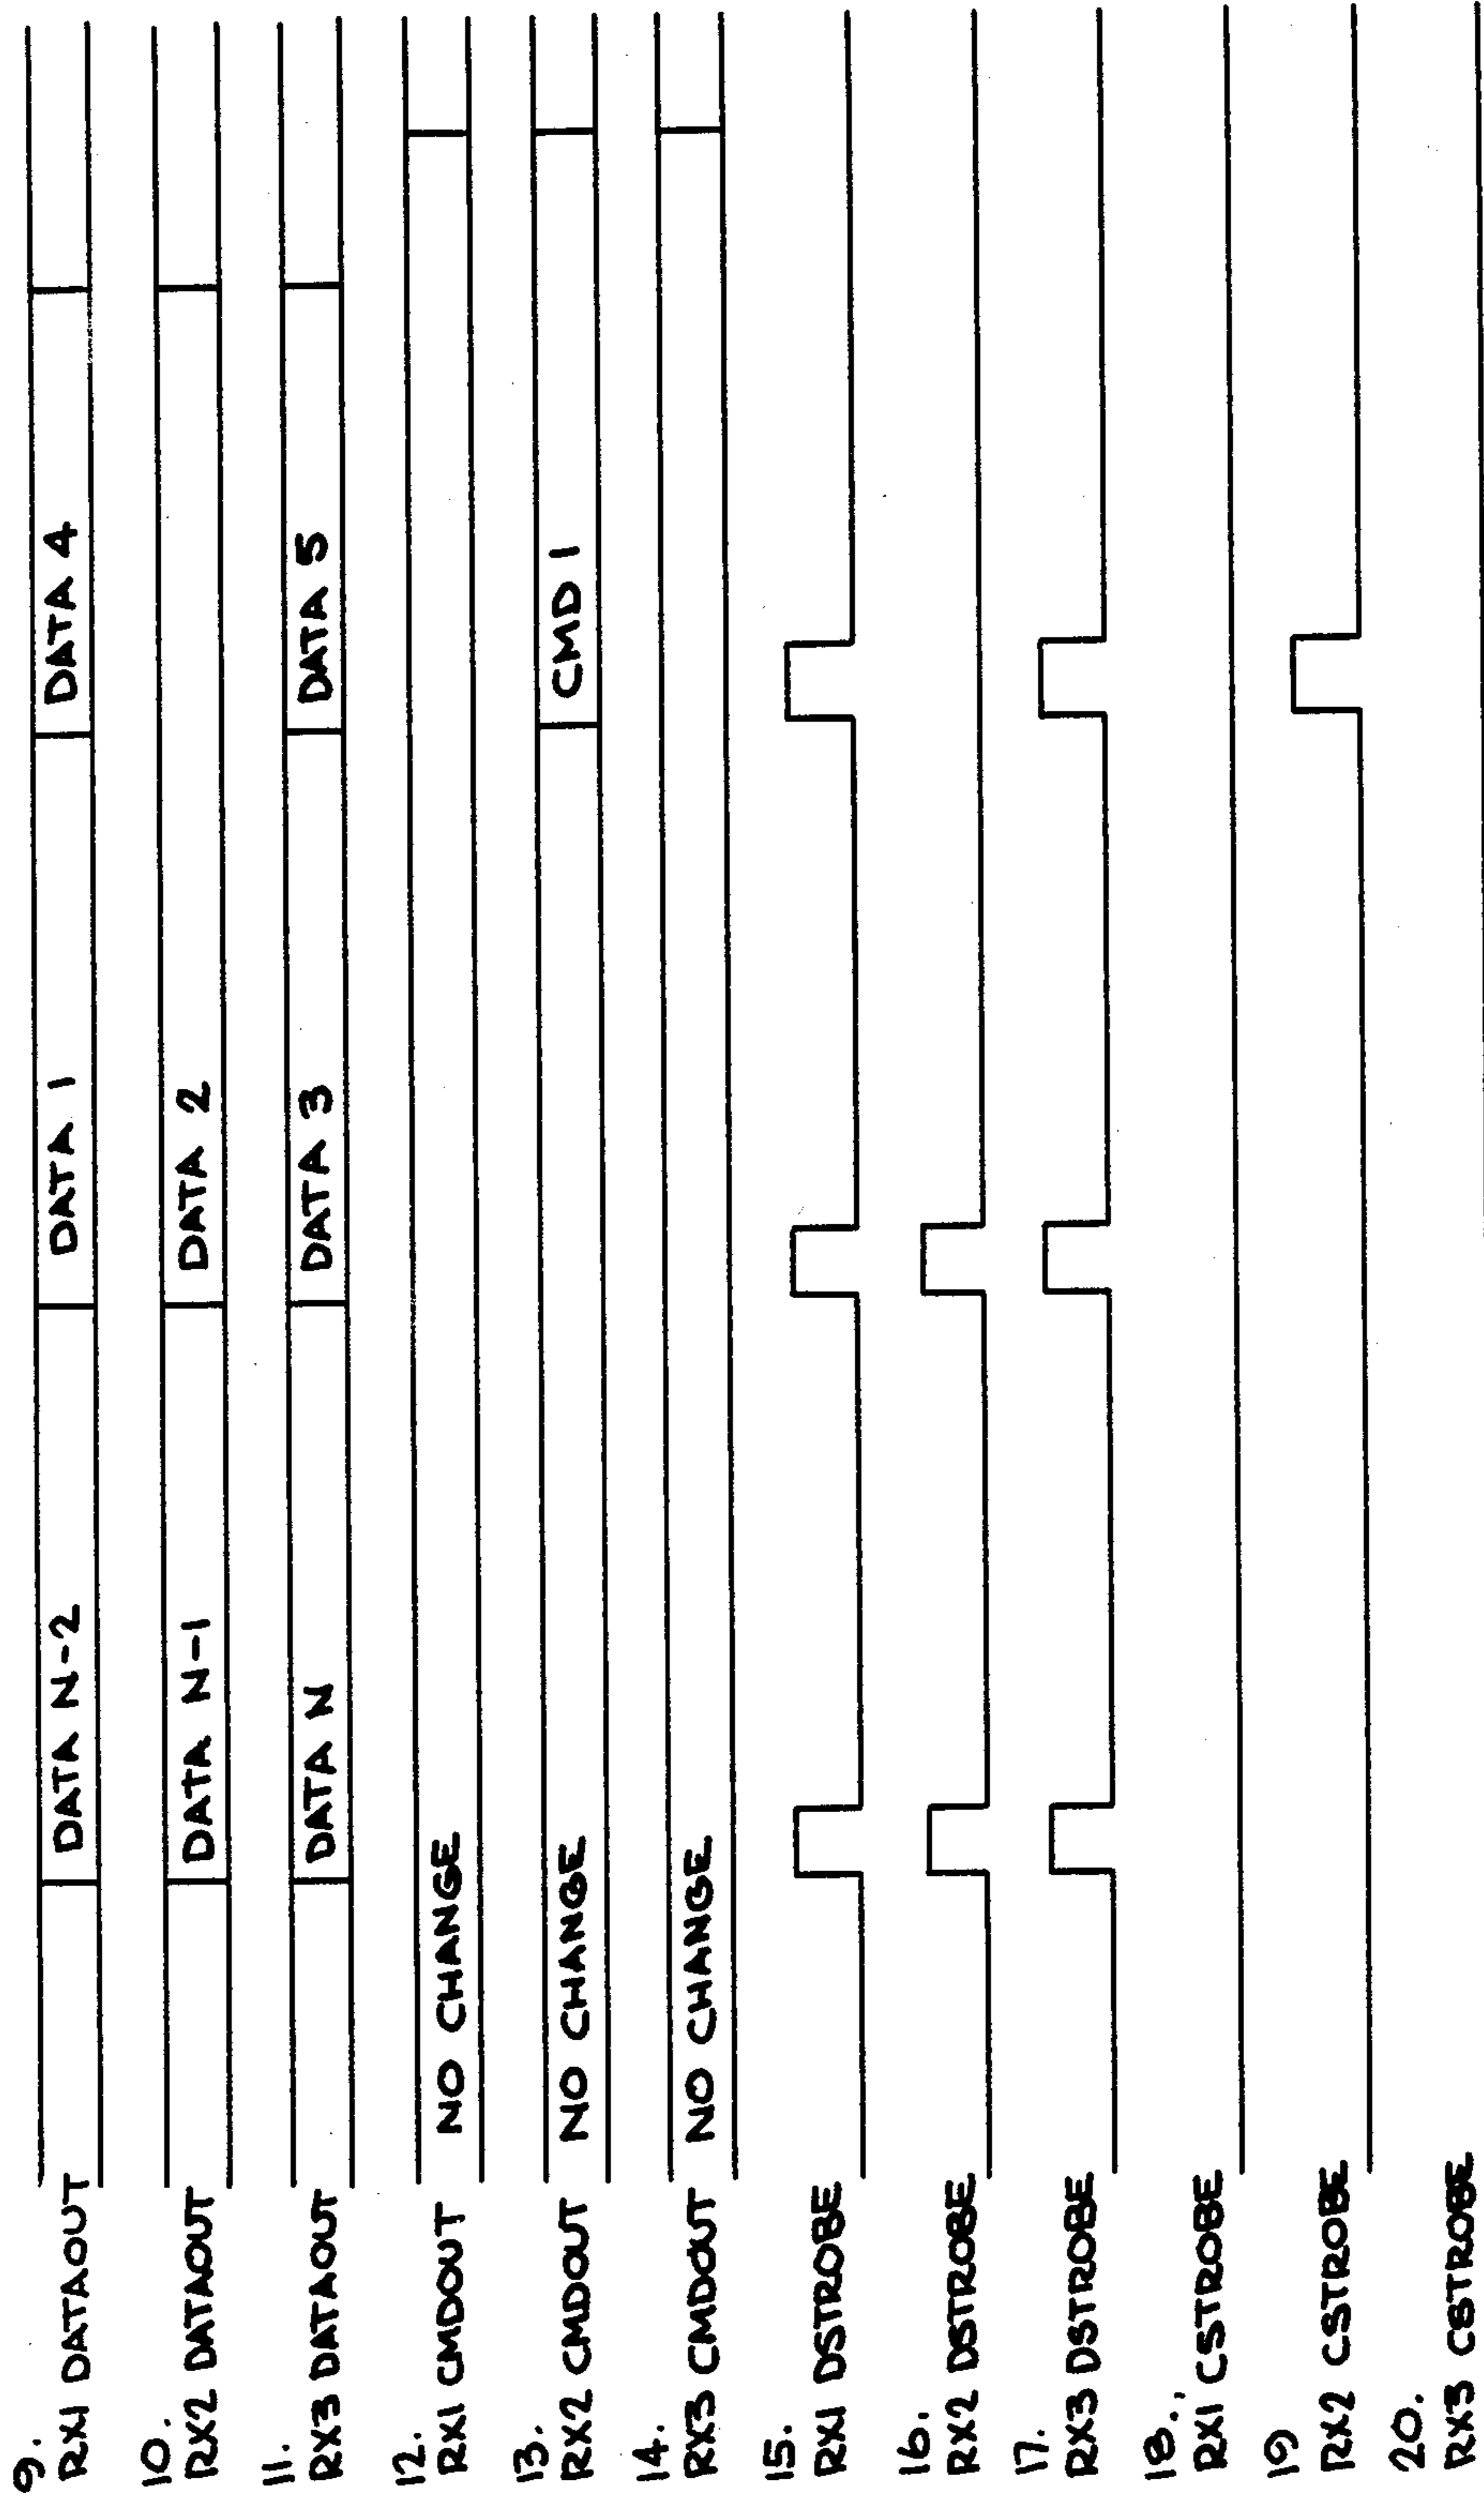 9.
RX1 DATAOUT
DATA N-2
DATA 1
DATA 4
10.
RX2 DATAOUT
DATA N-1
DATA 2
11.
RX3 DATAOUT
DATA N
DATA 3
DATA 5
12.
RX1 CMDOUT
NO CHANGE
13.
RX2 CMDOUT
NO CHANGE
CMD 1
14.
RX3 CMDOUT
NO CHANGE
15.
RX1 DSTROBE
16.
RX2 DSTROBE
17.
RX3 DSTROBE
18.
RX1 CSTROBE
19
RX2 CSTROBE
20.
RX3 CSTROBE